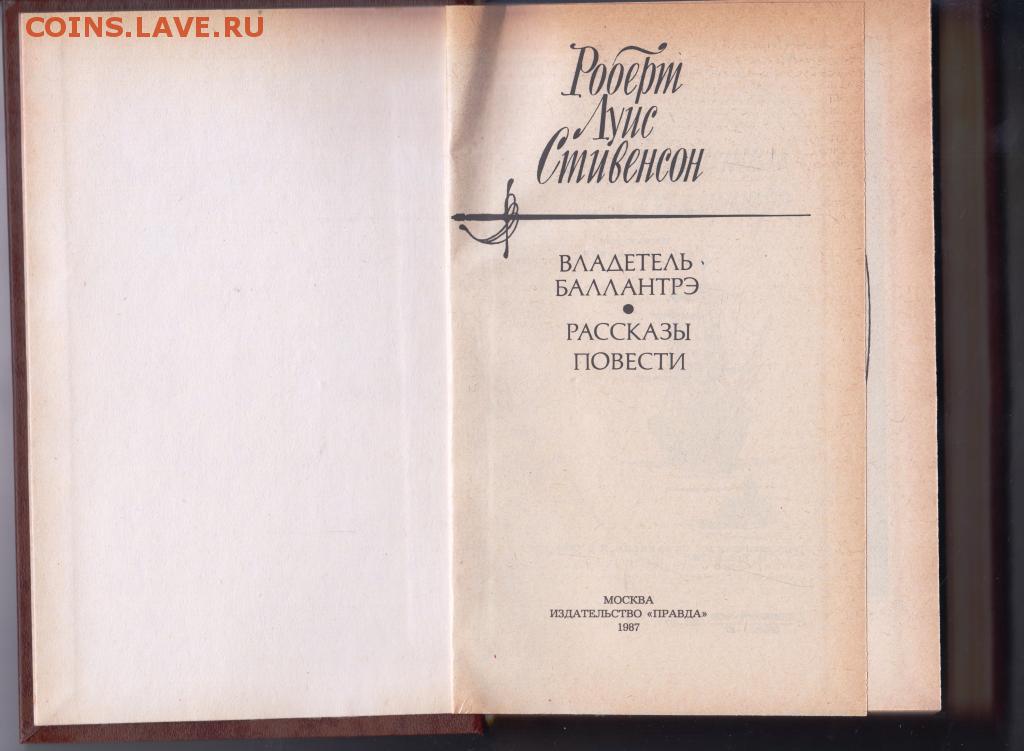 COINS.LAVE.RU
Роберт
Луис
Стивенсон
ВЛАДЕТЕЛЬ
БАЛЛАНТРЭ
•
РАССКАЗЫ
ПОВЕСТИ
МОСКВА
ИЗДАТЕЛЬСТВО «ПРАВДА»
1987